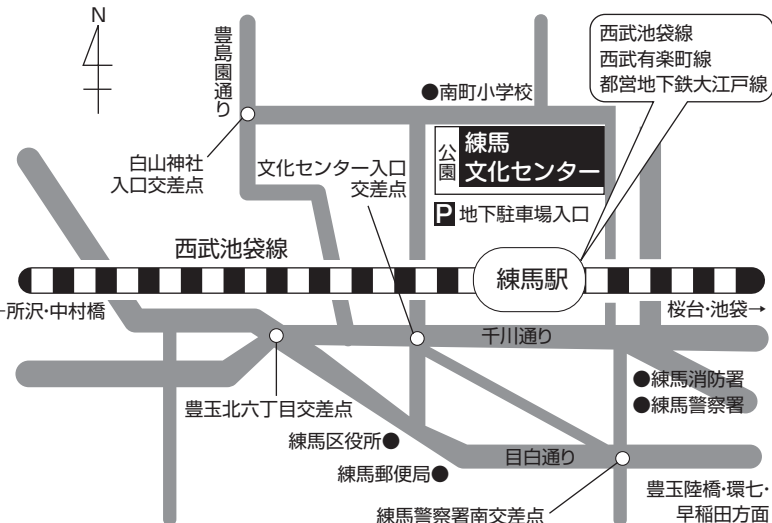 N
豊島園通り
西武池袋線
西武有楽町線
都営地下鉄大江戸線
●南町小学校
公園
練馬
文化センター
白山神社
入口交差点
文化センター入口
交差点
P 地下駐車場入口
西武池袋線
練馬駅
←所沢・中村橋
桜台・池袋→
千川通り
●練馬消防署
●練馬警察署
豊玉北六丁目交差点
練馬区役所●
目白通り
練馬郵便局●
豊玉陸橋・環七・
早稲田方面
練馬警察署南交差点